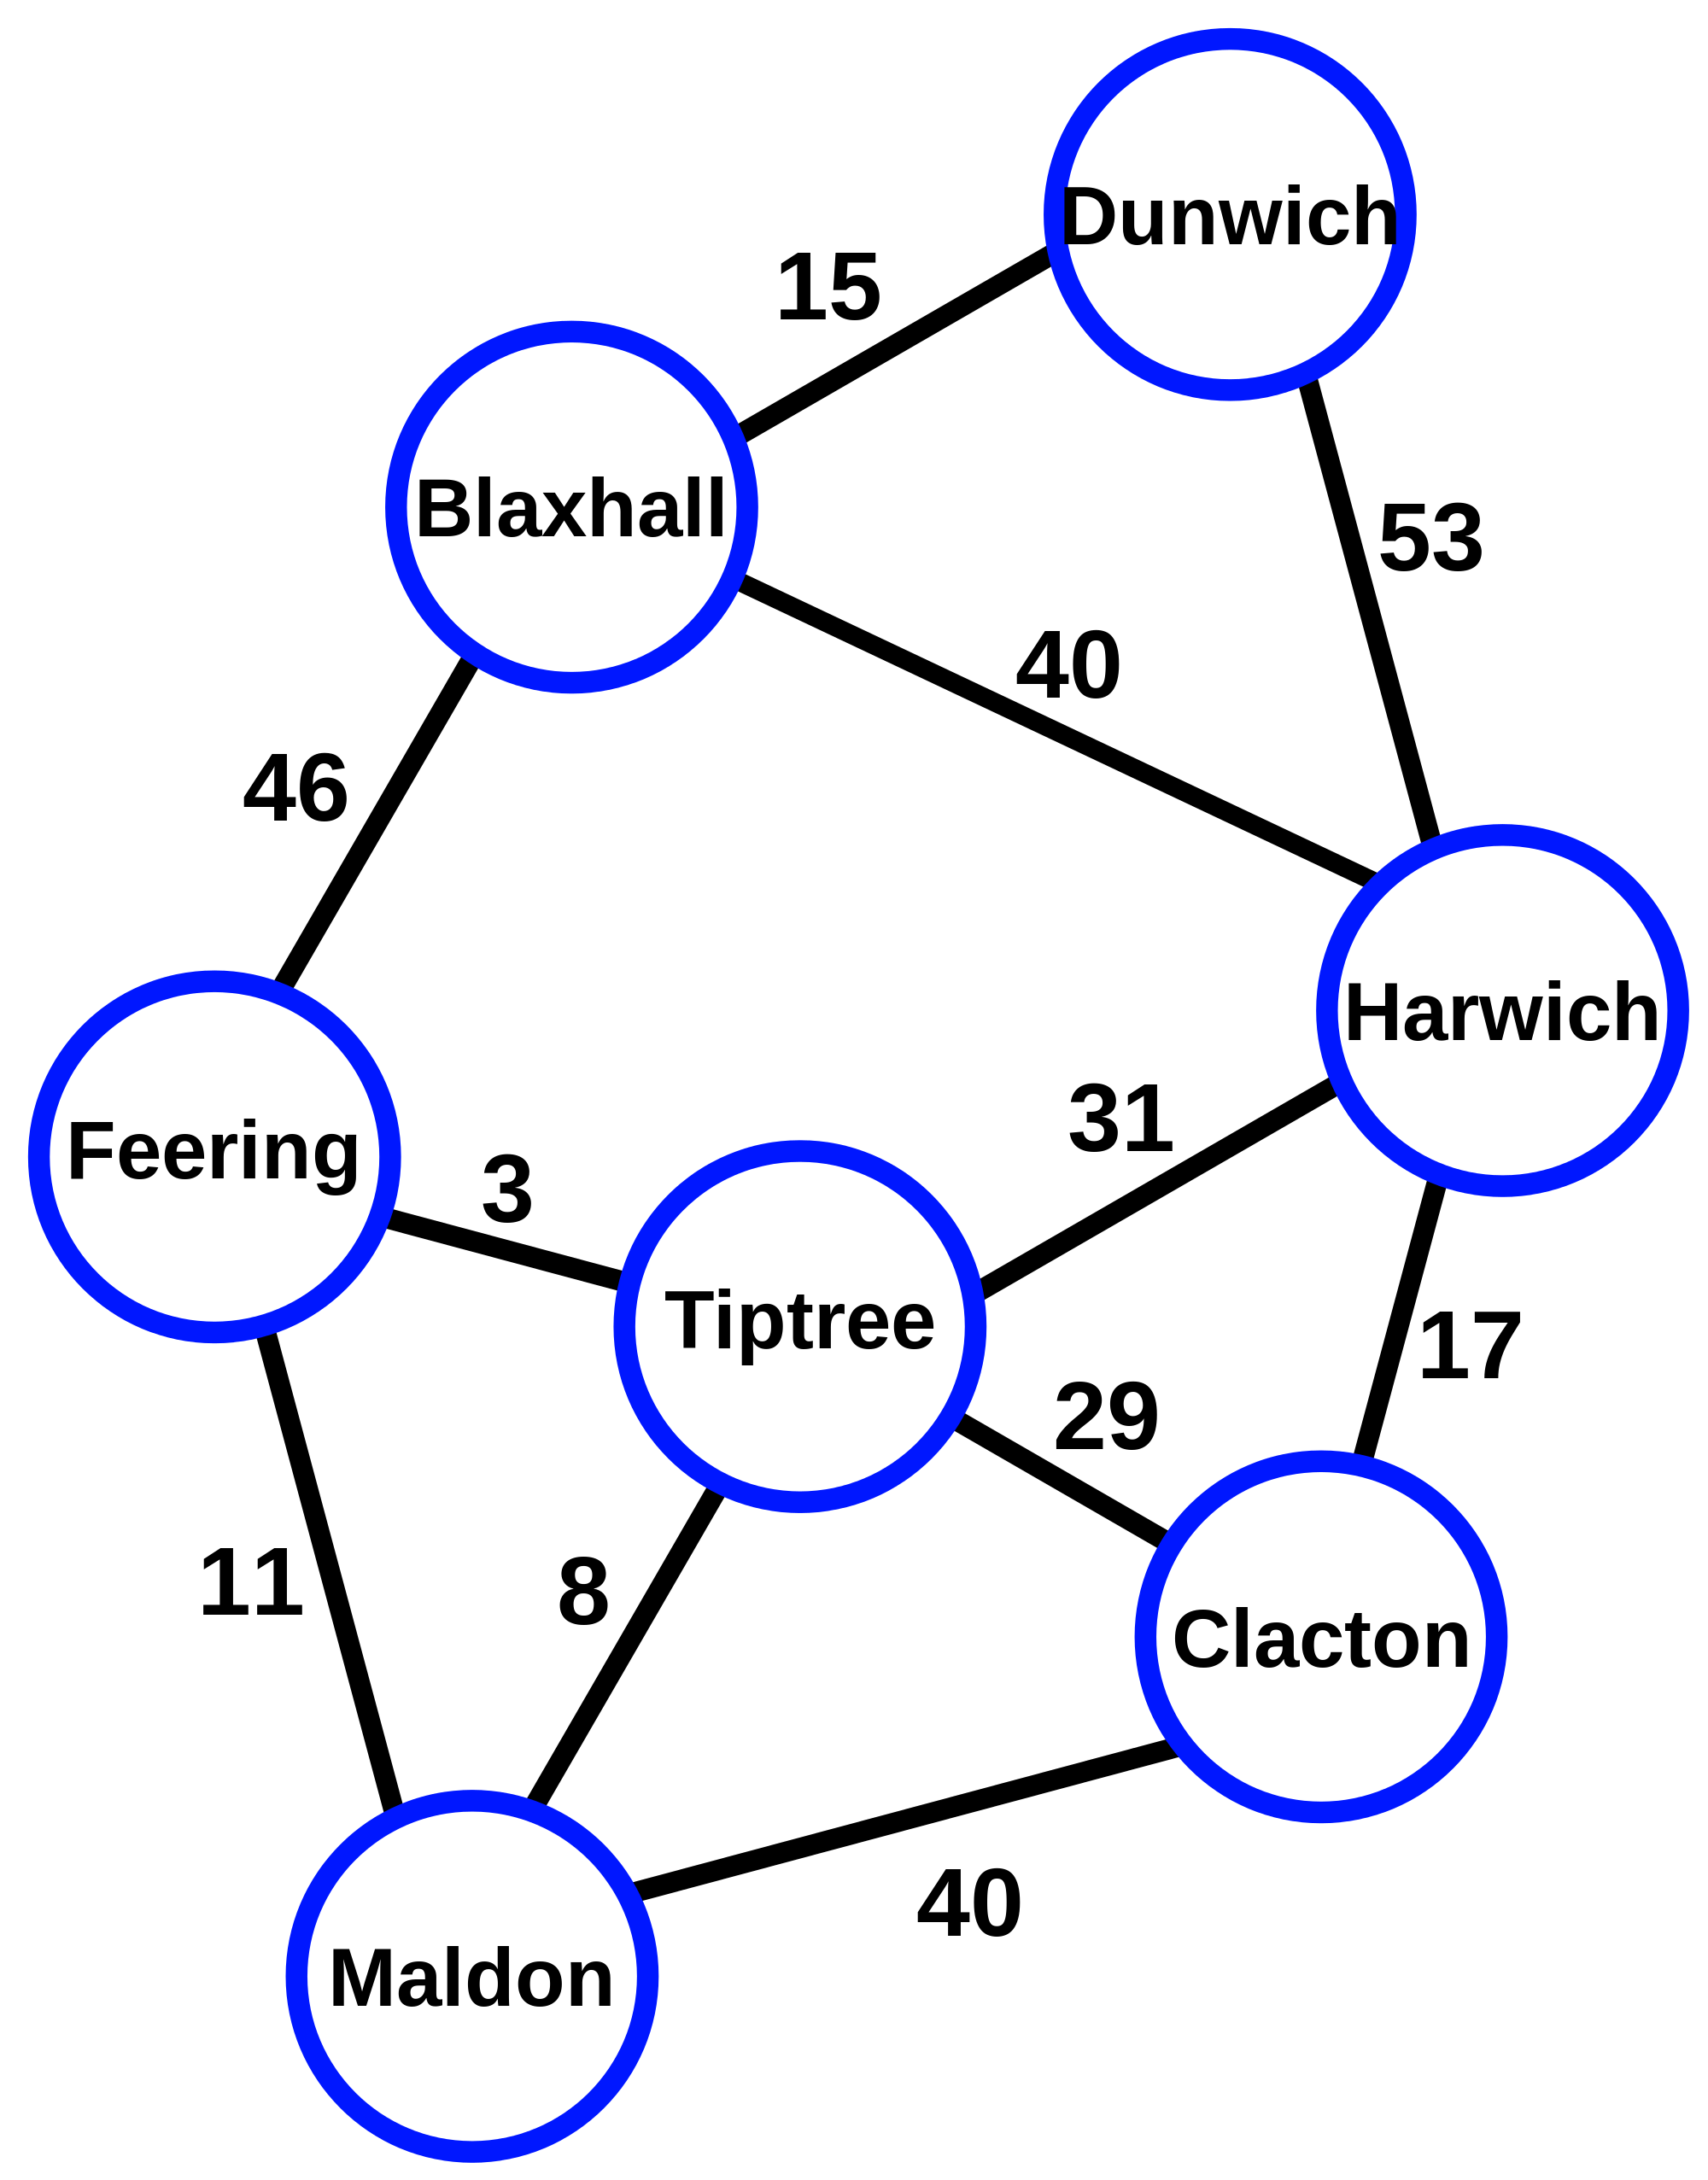 Dunwich
15
Blaxhall
53
40
46
Harwich
31
Feering
3
Tiptree
17
29
11
8
Clacton
40
Maldon